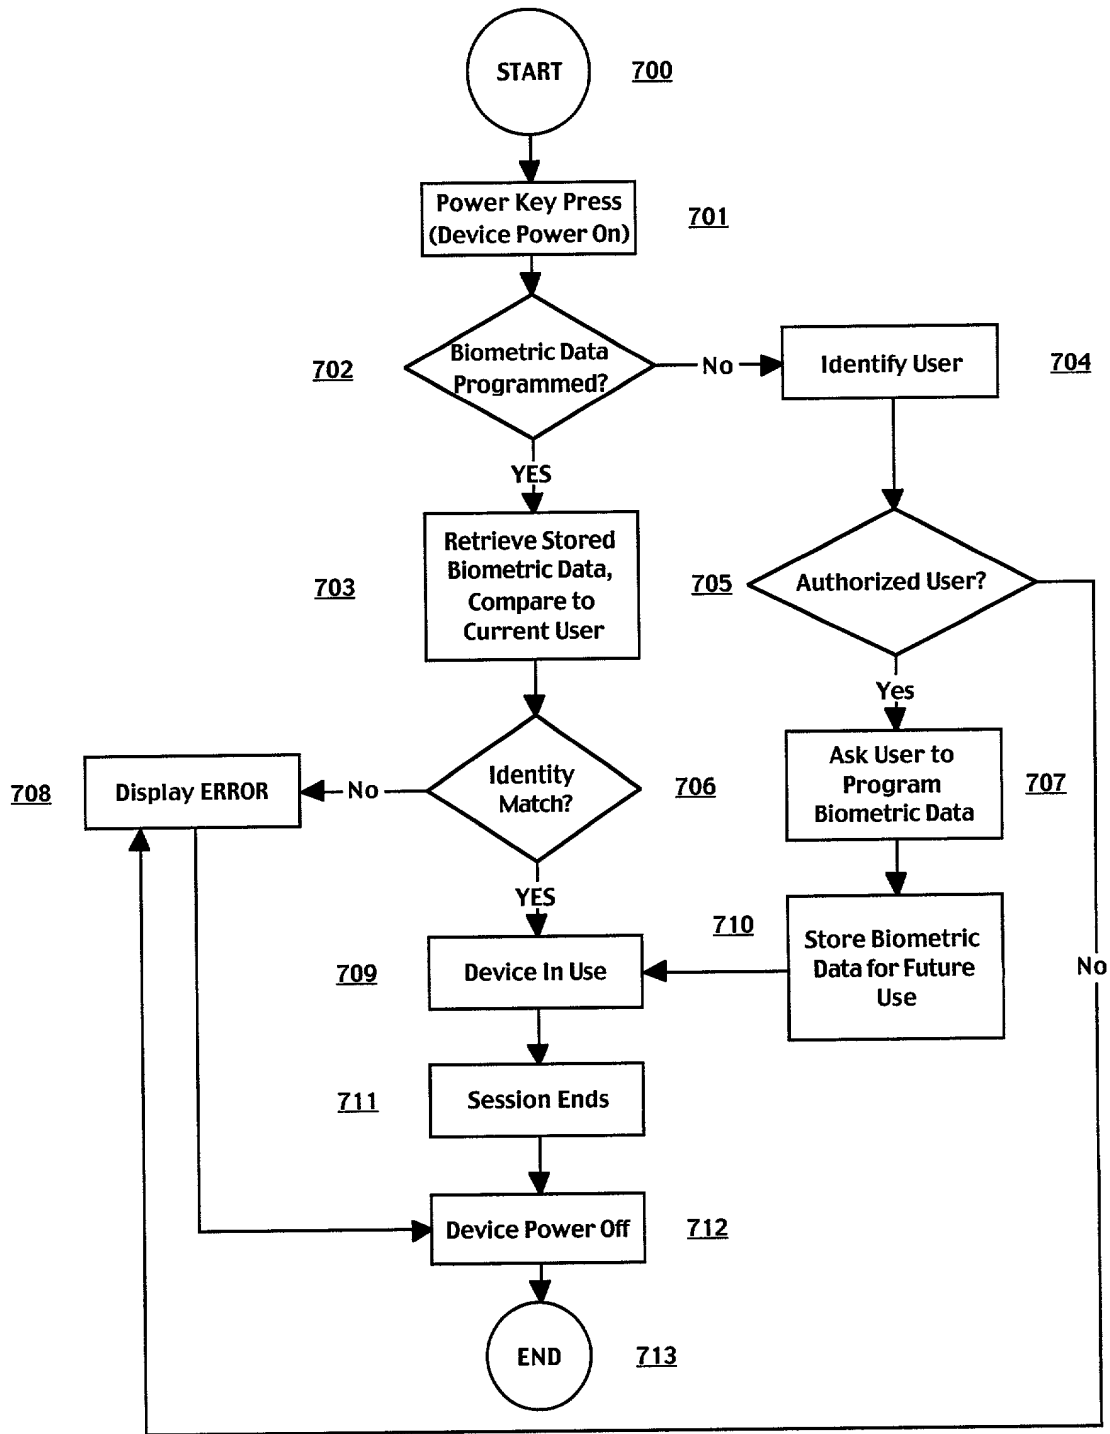 START
700
Power Key Press
(Device Power On)
701
702
Biometric Data
Programmed?
No
Identify User
704
YES
703
Retrieve Stored
Biometric Data,
Compare to
Current User
705
Authorized User?
Yes
708
Display ERROR
No
Identity
Match?
706
Ask User to
Program
Biometric Data
707
YES
709
Device In Use
710
Store Biometric
Data for Future
Use
No
711
Session Ends
Device Power Off
712
END
713